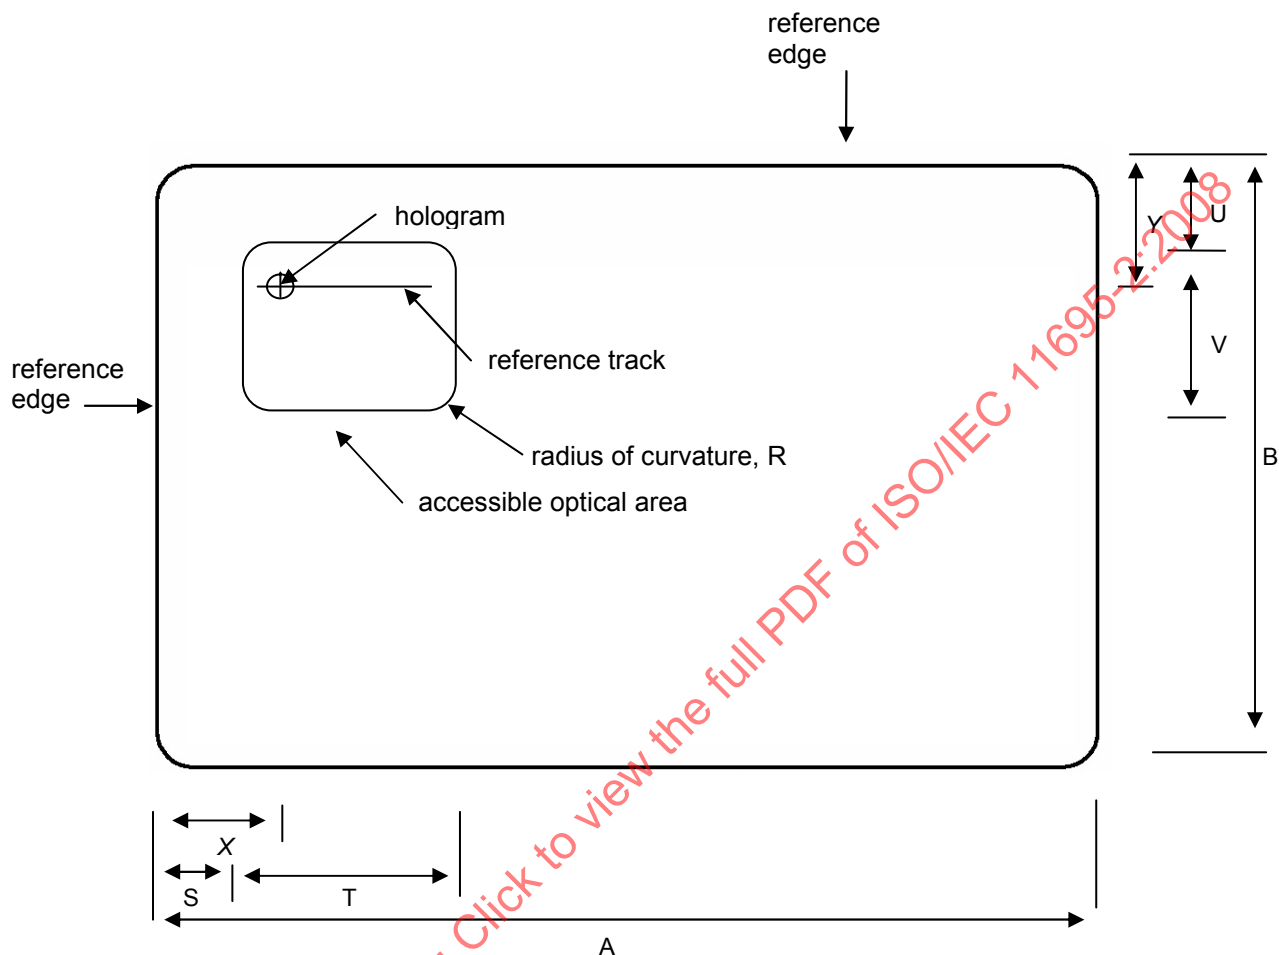 reference
edge
hologram
Y
U
reference track
V
reference
edge
radius of curvature, R
B
accessible optical area
X
S
T
A
: Click to view the full PDF of ISO/IEC 11695-2:2008